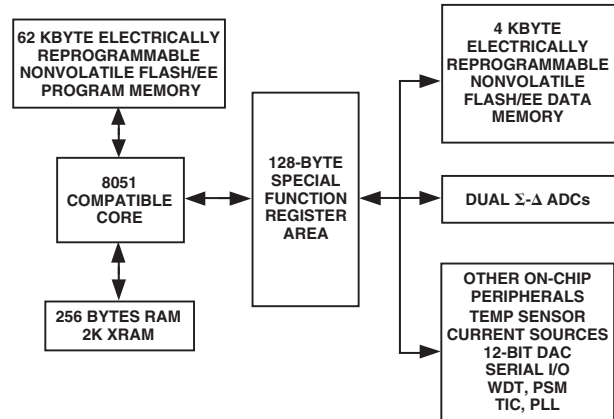 62 KBYTE ELECTRICALLY
REPROGRAMMABLE
NONVOLATILE FLASH/EE
PROGRAM MEMORY
8051
COMPATIBLE
CORE
256 BYTES RAM
2K XRAM
128-BYTE
SPECIAL
FUNCTION
REGISTER
AREA
4 KBYTE
ELECTRICALLY
REPROGRAMMABLE
NONVOLATILE
FLASH/EE DATA
MEMORY
DUAL Σ-Δ ADCs
OTHER ON-CHIP
PERIPHERALS
TEMP SENSOR
CURRENT SOURCES
12-BIT DAC
SERIAL I/O
WDT, PSM
TIC, PLL